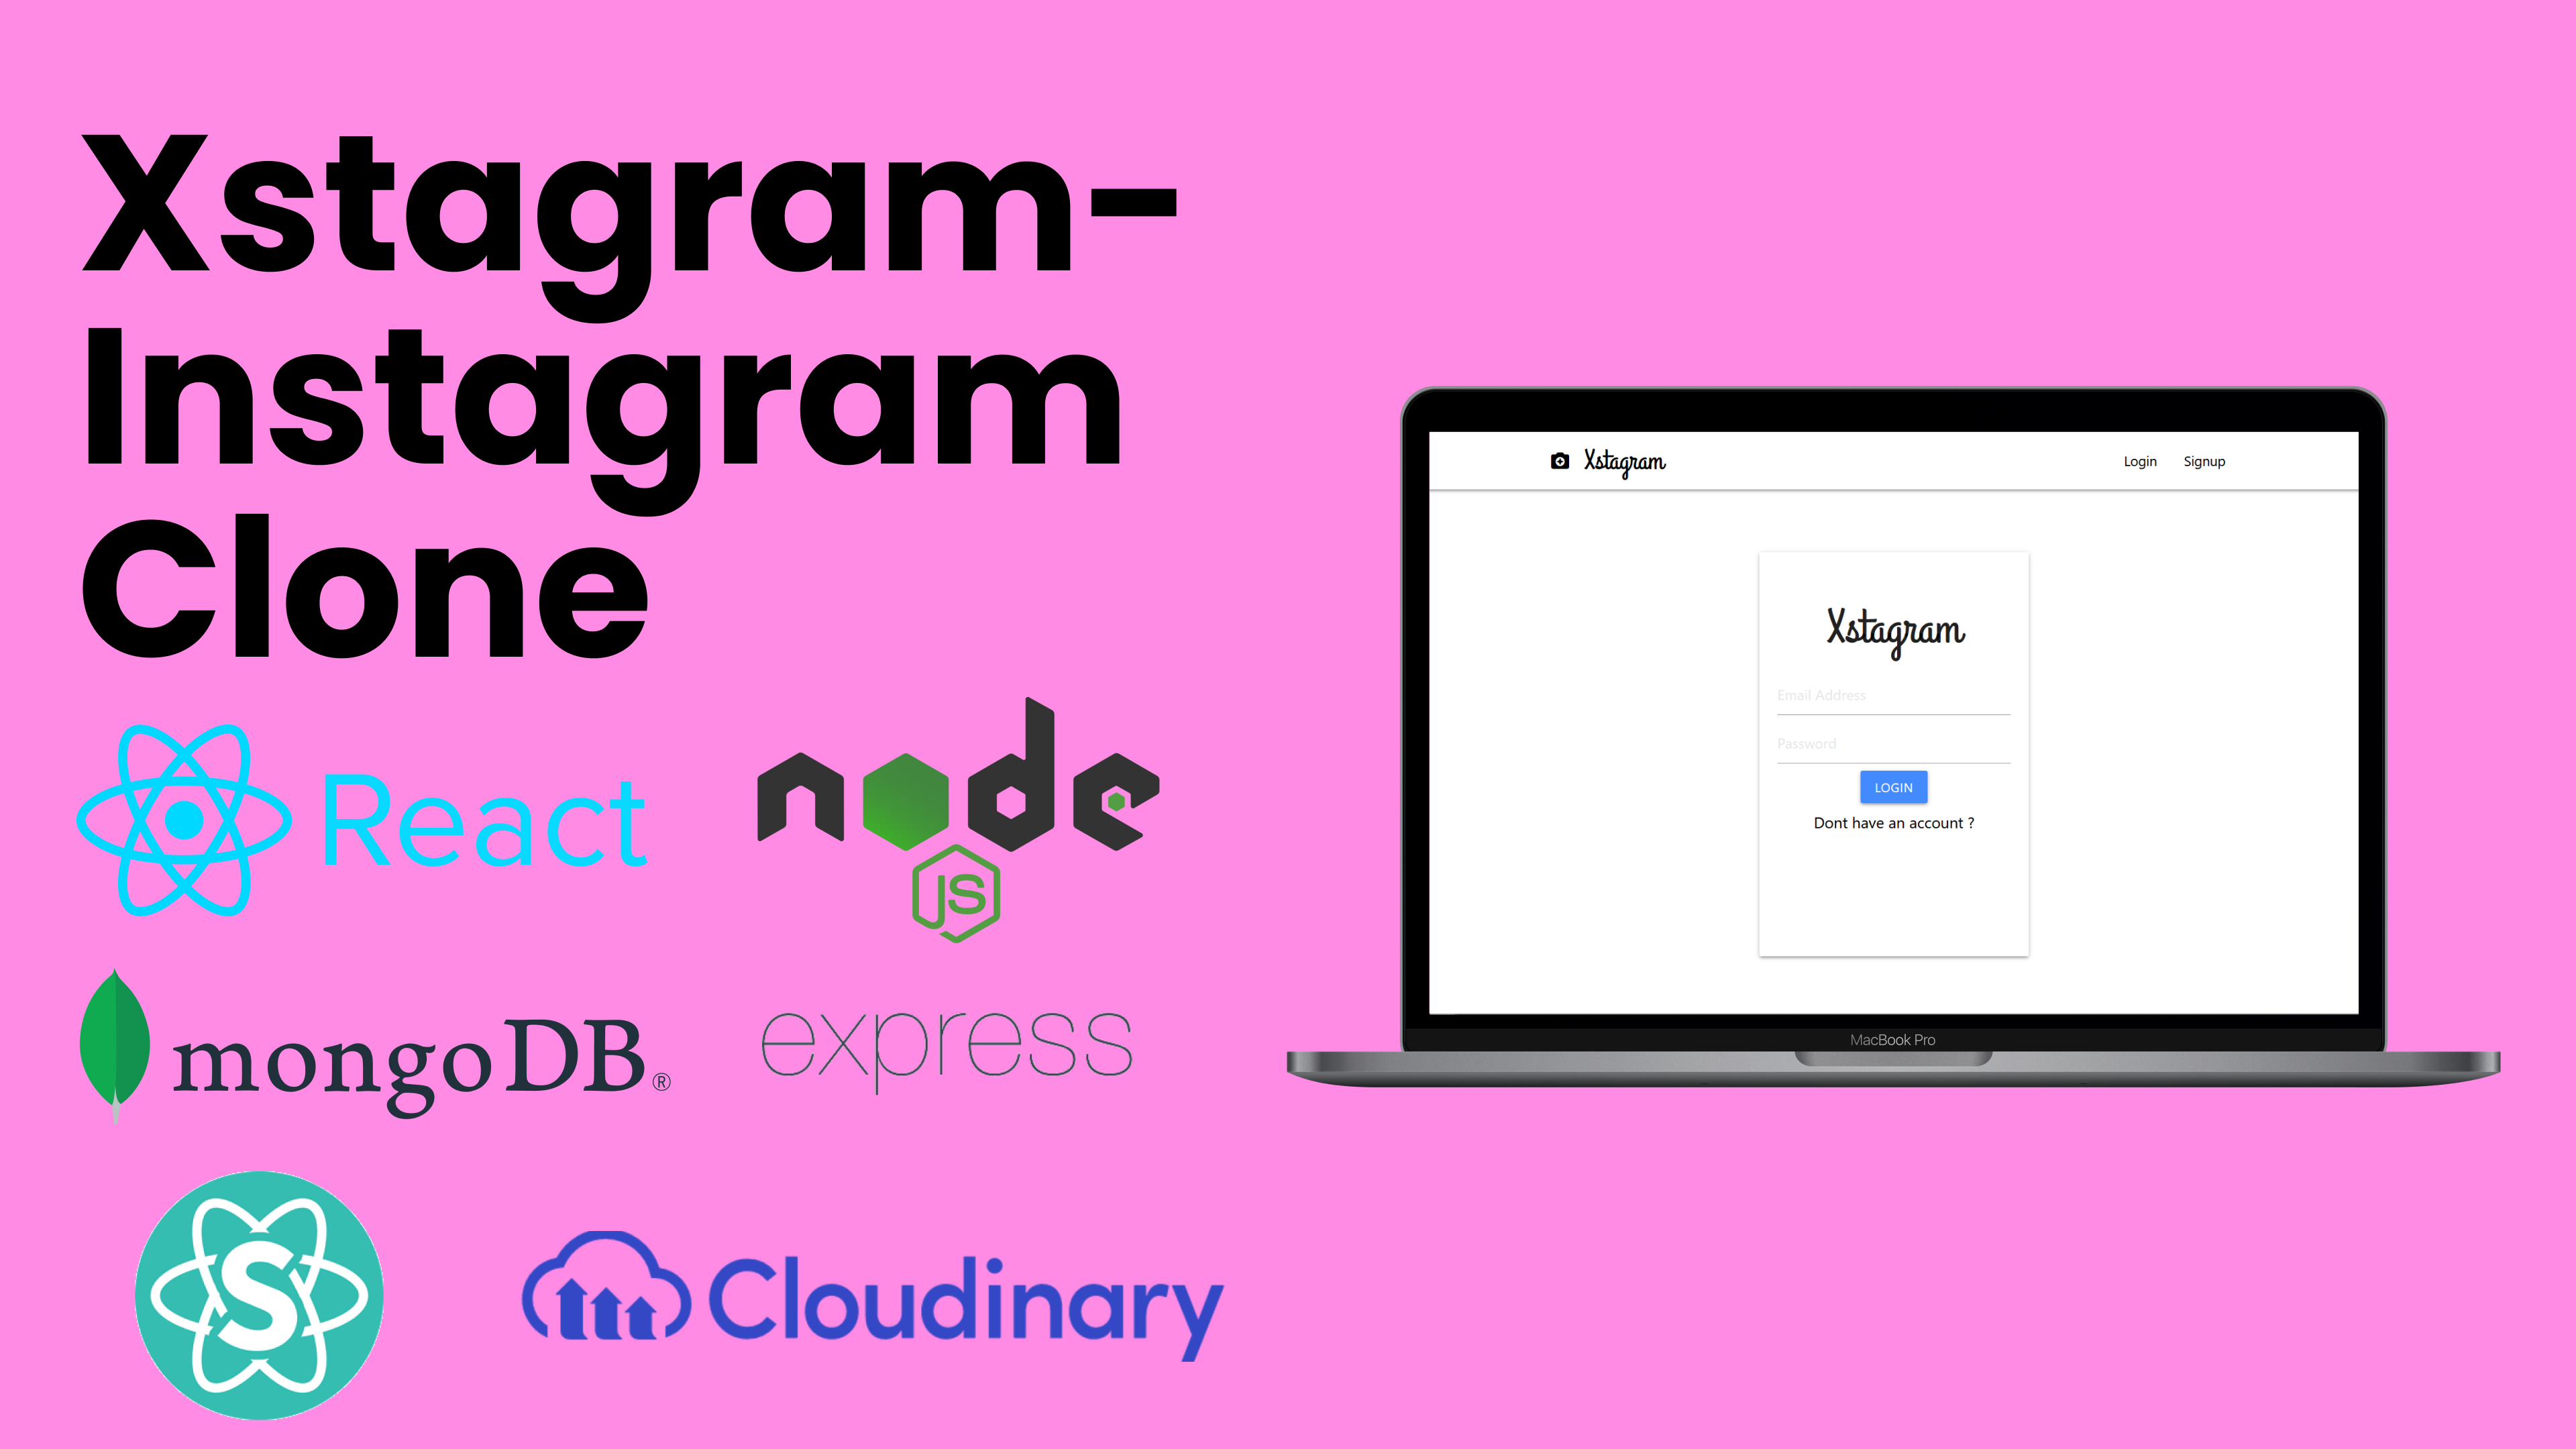 Xstagram-
Instagram
Clone
React
node
JS
mongoDB®
express
S
Cloudinary
Xstagram
Login
Signup
Xstagram
Email Address
Password
LOGIN
Dont have an account ?
MacBook Pro